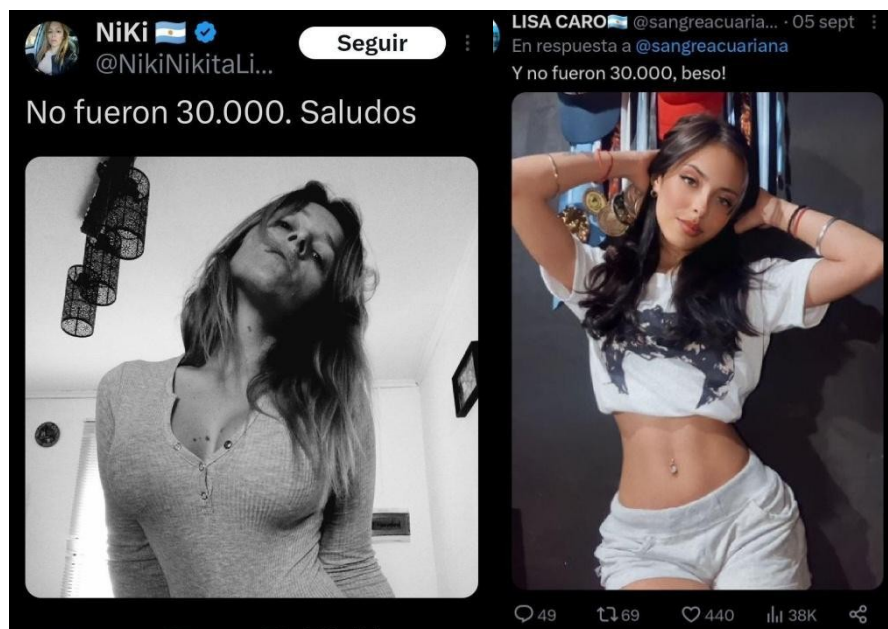 NiKi
Seguir
@NikiNikitaLi...
No fueron 30.000. Saludos
LISA CARO @sangreacuaria... · 05 sept
En respuesta a @sangreacuariana
Y no fueron 30.000, beso!
49 69 440 38K